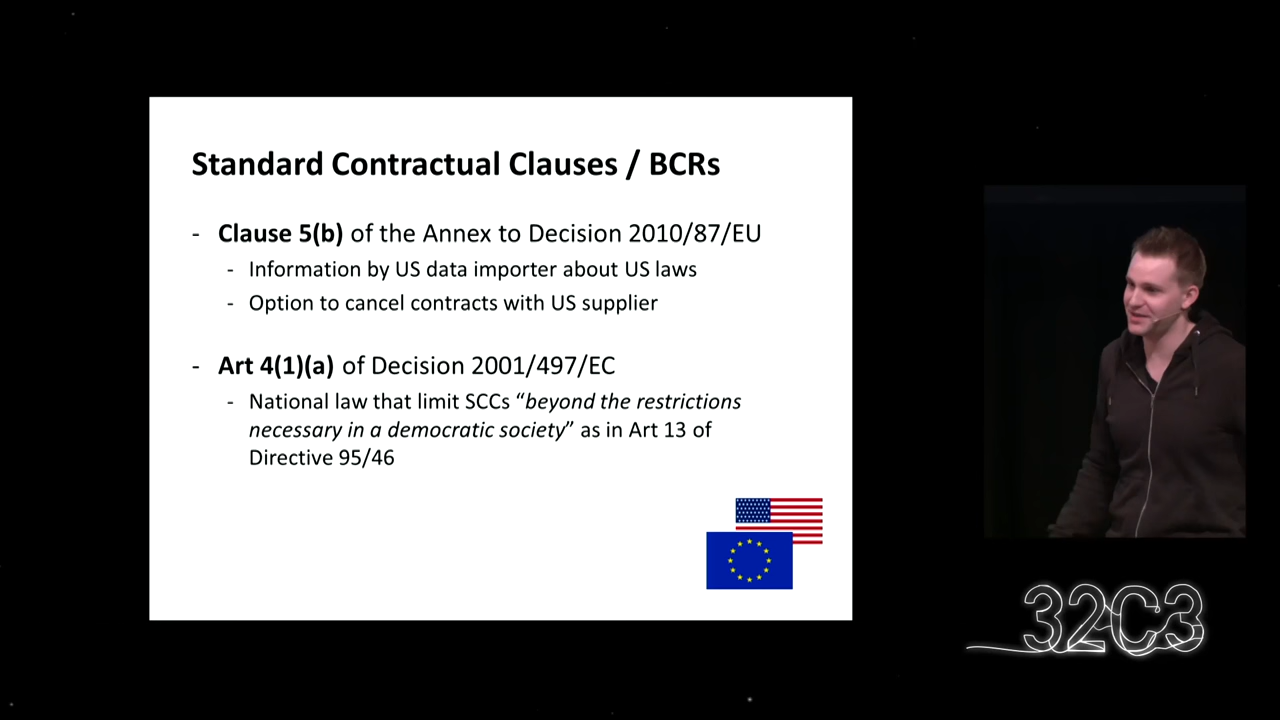 Standard Contractual Clauses / BCRs
- Clause 5(b) of the Annex to Decision 2010/87/EU
- Information by US data importer about US laws
- Option to cancel contracts with US supplier
- Art 4(1)(a) of Decision 2001/497/EC
- National law that limit SCCs “beyond the restrictions
necessary in a democratic society” as in Art 13 of
Directive 95/46
32C3